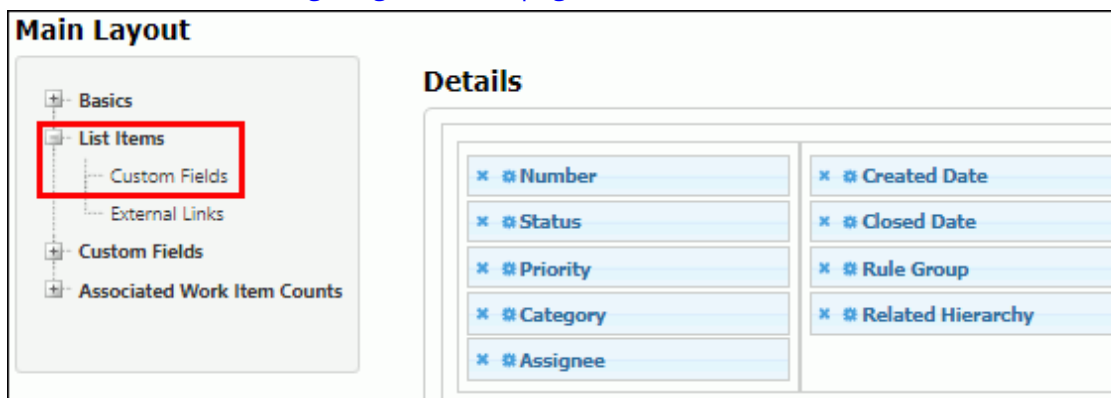 Main Layout
Basics
List Items
Custom Fields
External Links
Custom Fields
Associated Work Item Counts
Details
Number
Status
Priority
Category
Assignee
Created Date
Closed Date
Rule Group
Related Hierarchy